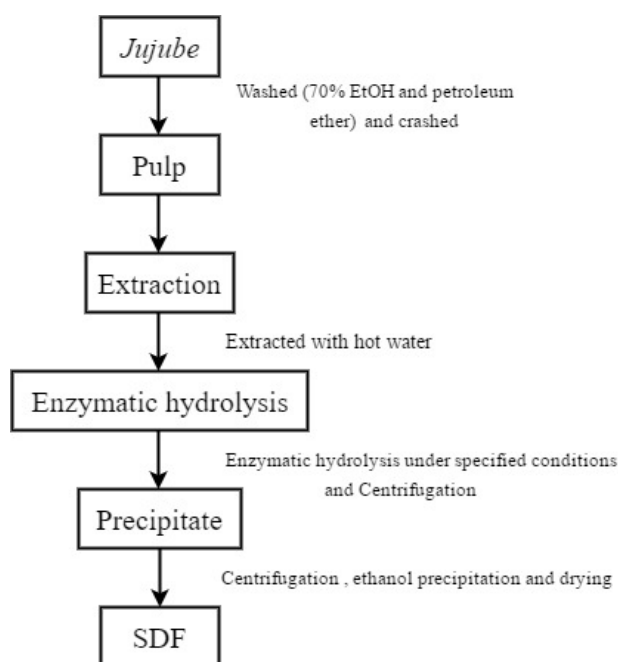 Jujube
Washed (70% EtOH and petroleum
ether) and crashed
Pulp
Extraction
Extracted with hot water
Enzymatic hydrolysis
Enzymatic hydrolysis under specified conditions
and Centrifugation
Precipitate
Centrifugation , ethanol precipitation and drying
SDF